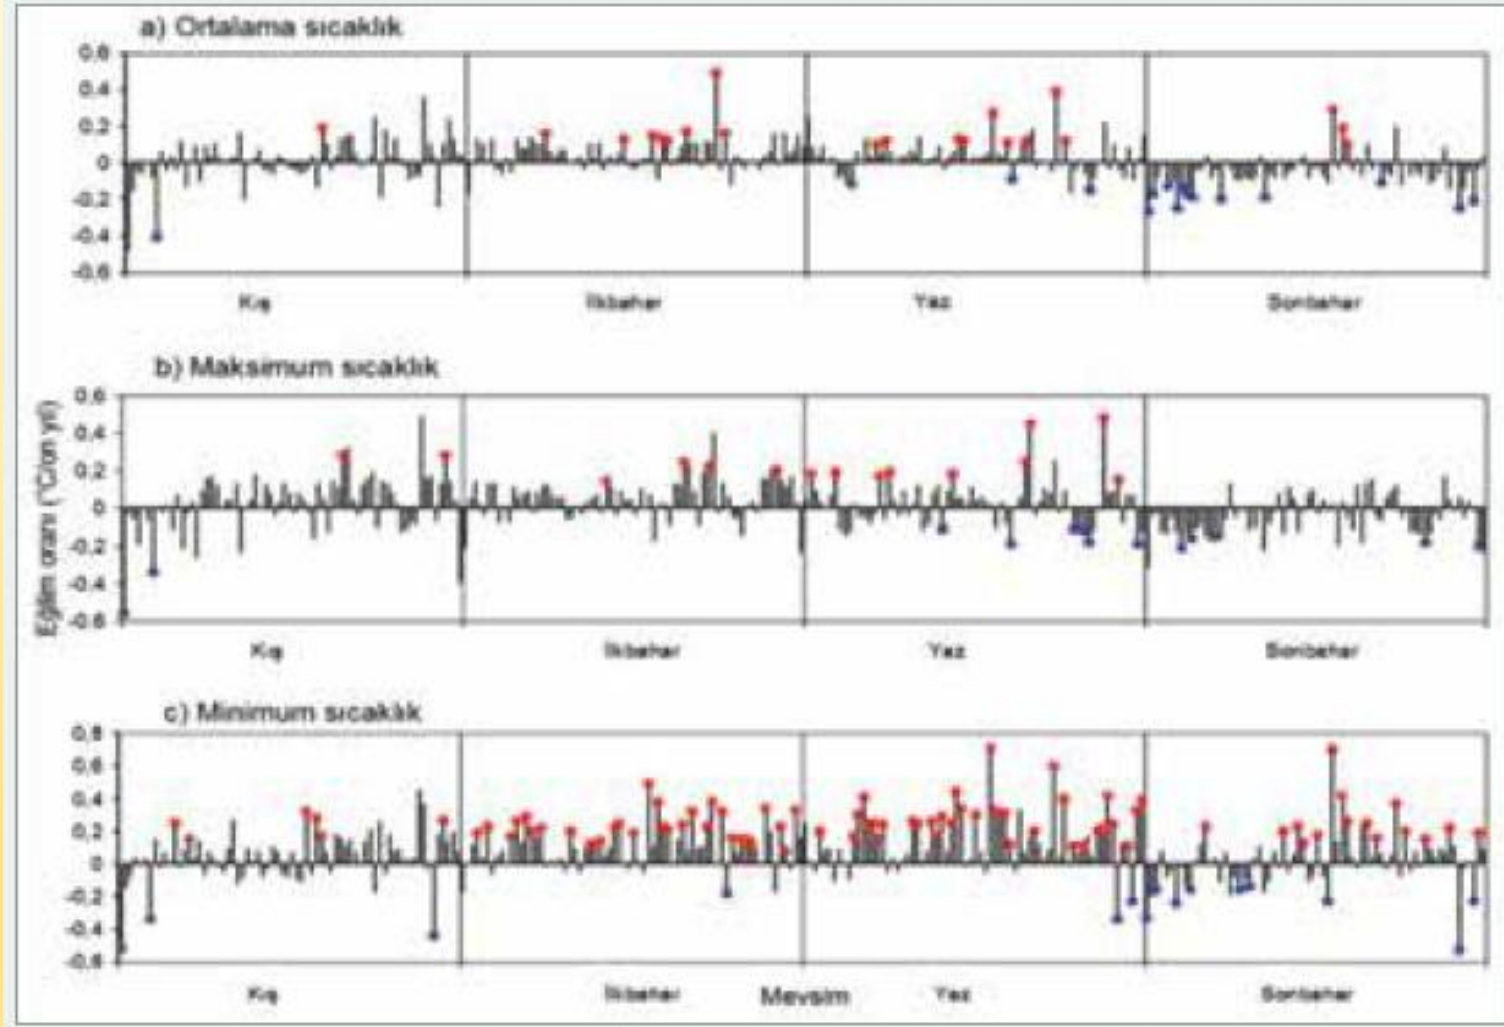 a) Ortalama sıcaklık
0.6
0.4
0.2
0
-0.2
-0.4
-0.6
Kış
İlkbahar
Yaz
Sonbahar
b) Maksimum sıcaklık
Eğilim oranı (°C/on yıl)
0.6
0.4
0.2
0
-0.2
-0.4
-0.6
Kış
İlkbahar
Yaz
Sonbahar
c) Minimum sıcaklık
0,8
0,6
0,4
0,2
0
-0,2
-0,4
-0,6
Kış
İlkbahar
Mevsim
Yaz
Sonbahar